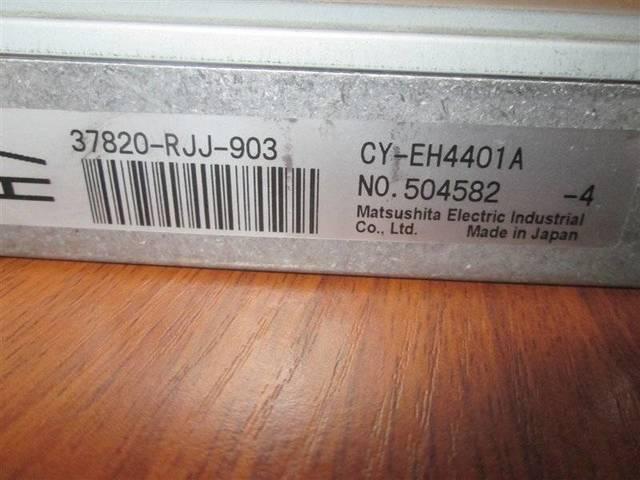 37820-RJJ-903
CY-EH4401A
NO.504582 -4
Matsushita Electric Industrial
Co., Ltd. Made in Japan